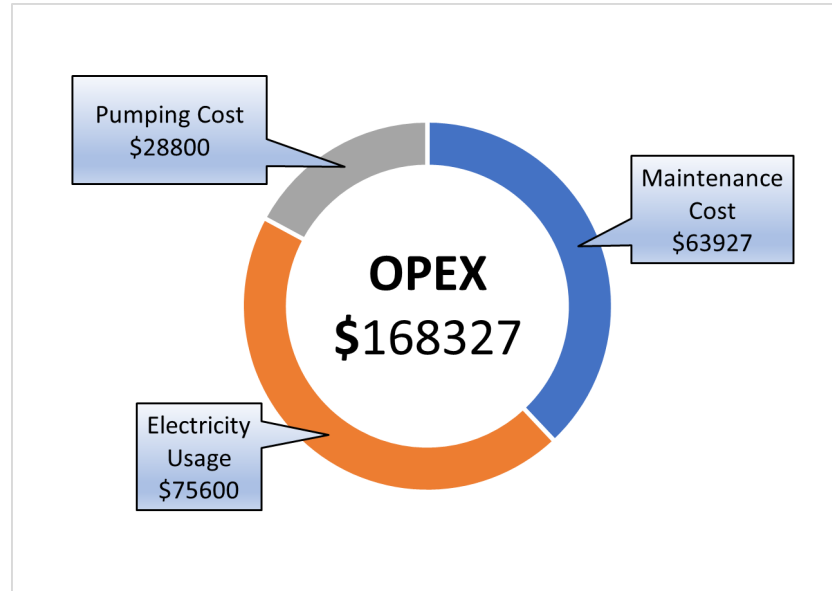 Pumping Cost
$28800
Maintenance
Cost
$63927
OPEX
$168327
Electricity
Usage
$75600